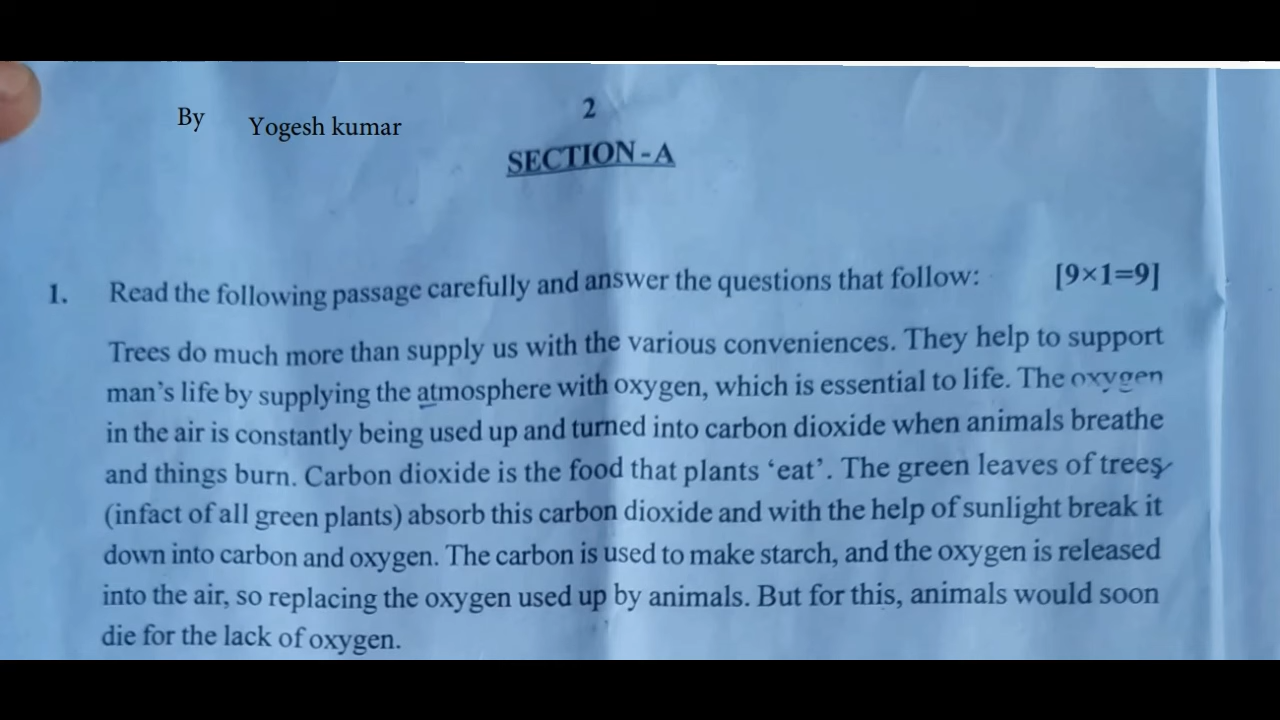 By Yogesh kumar
2
SECTION - A
1. Read the following passage carefully and answer the questions that follow: [9×1=9]
Trees do much more than supply us with the various conveniences. They help to support
man's life by supplying the atmosphere with oxygen, which is essential to life. The oxygen
in the air is constantly being used up and turned into carbon dioxide when animals breathe
and things burn. Carbon dioxide is the food that plants 'eat'. The green leaves of trees
(infact of all green plants) absorb this carbon dioxide and with the help of sunlight break it
down into carbon and oxygen. The carbon is used to make starch, and the oxygen is released
into the air, so replacing the oxygen used up by animals. But for this, animals would soon
die for the lack of oxygen.